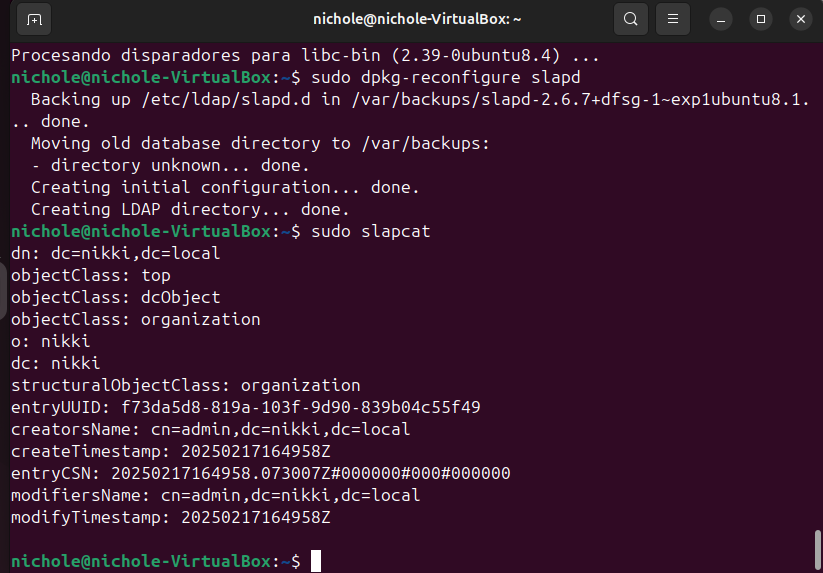 nichole@nichole-VirtualBox: ~
Procesando disparadores para libc-bin (2.39-0ubuntu8.4) ...
nichole@nichole-VirtualBox:~$ sudo dpkg-reconfigure slapd
  Backing up /etc/ldap/slapd.d in /var/backups/slapd-2.6.7+dfsg-1~exp1ubuntu8.1.
.. done.
  Moving old database directory to /var/backups:
  - directory unknown... done.
  Creating initial configuration... done.
  Creating LDAP directory... done.
nichole@nichole-VirtualBox:~$ sudo slapcat
dn: dc=nikki,dc=local
objectClass: top
objectClass: dcObject
objectClass: organization
o: nikki
dc: nikki
structuralObjectClass: organization
entryUUID: f73da5d8-819a-103f-9d90-839b04c55f49
creatorsName: cn=admin,dc=nikki,dc=local
createTimestamp: 20250217164958Z
entryCSN: 20250217164958.073007Z#000000#000#000000
modifiersName: cn=admin,dc=nikki,dc=local
modifyTimestamp: 20250217164958Z
nichole@nichole-VirtualBox:~$